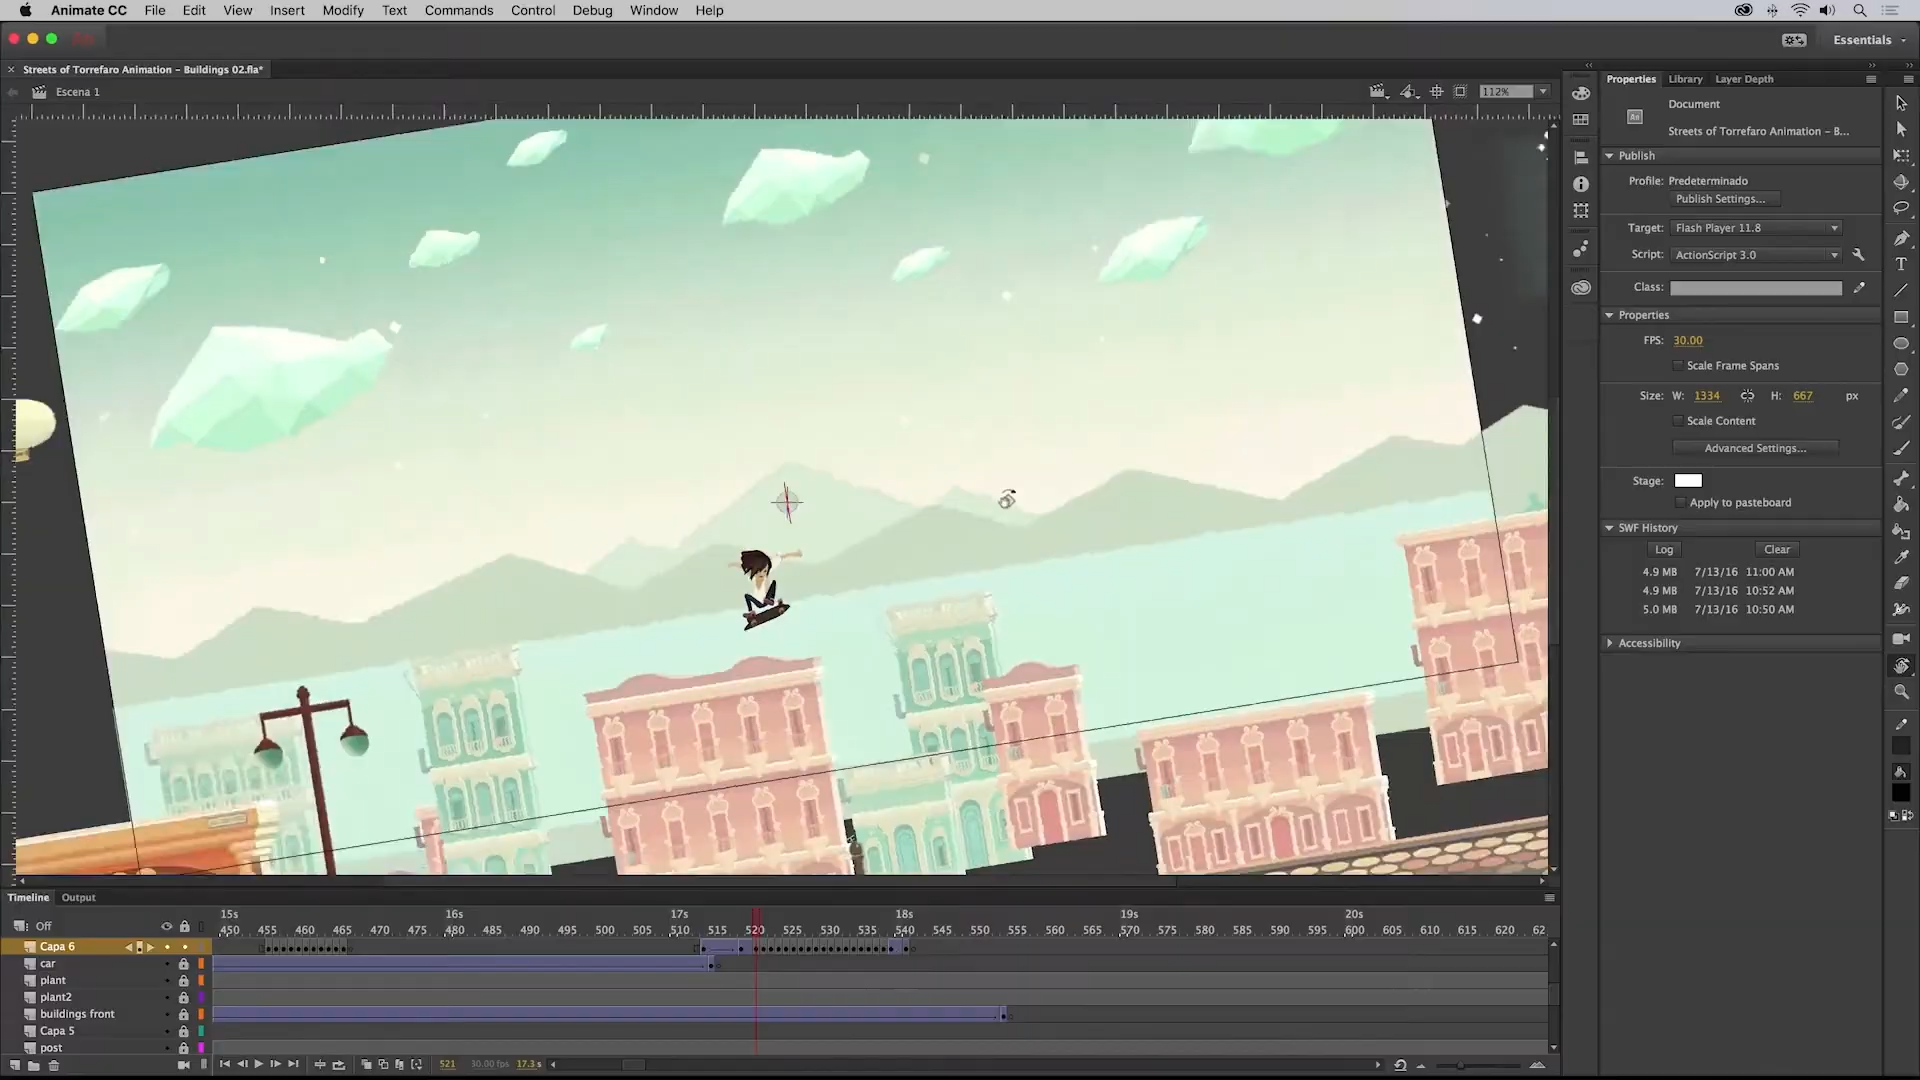 Animate CC File Edit View Insert Modify Text Commands Control Debug Window Help
Essentials
Streets of Torrefaro Animation - Buildings 02.fla*
Escena 1
112%
Properties Library Layer Depth
Document
Streets of Torrefaro Animation - B...
Publish
Profile: Predeterminado
Publish Settings...
Target: Flash Player 11.8
Script: ActionScript 3.0
Class:
Properties
FPS: 30.00
Scale Frame Spans
Size: W: 1334 H: 667 px
Scale Content
Advanced Settings...
Stage:
Apply to pasteboard
SWF History
Log Clear
4.9 MB 7/13/16 11:00 AM
4.9 MB 7/13/16 10:52 AM
5.0 MB 7/13/16 10:50 AM
Accessibility
Timeline Output
15s 16s 17s 18s 19s 20s
Off 450 455 460 465 470 475 480 485 490 495 500 505 510 515 520 525 530 535 540 545 550 555 560 565 570 575 580 585 590 595 600 605 610 615 620 62
Capa 6
car
plant
plant2
buildings front
Capa 5
post
521 30.00 fps 17.3 s